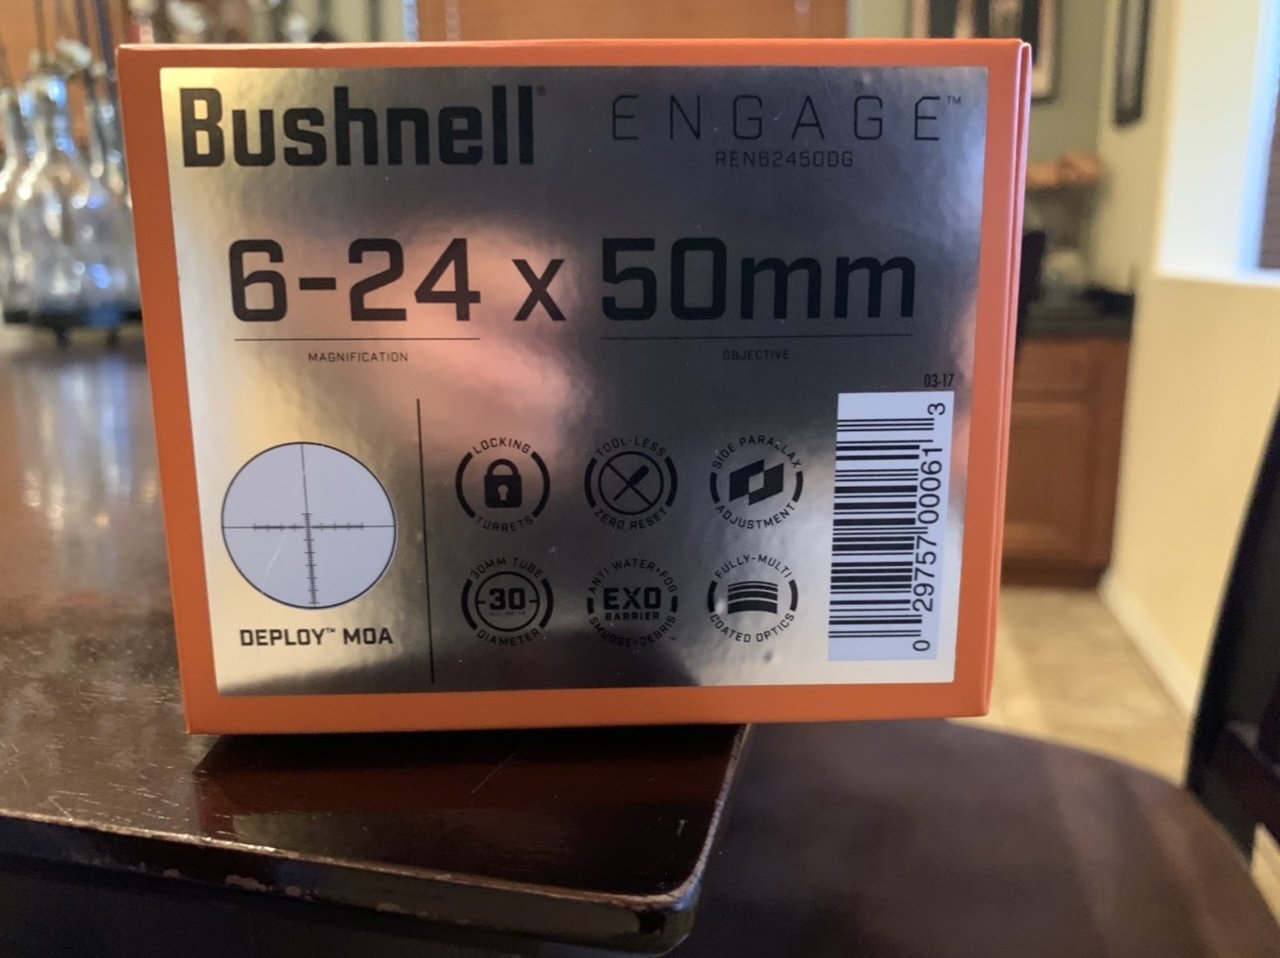 Bushnell®
ENGAGE™
REN62450DG
6-24 x 50mm
MAGNIFICATION
OBJECTIVE
03-17
LOCKING
TURRETS
TOOL-LESS
ZERO RESET
SIDE PARALLAX
ADJUSTMENT
30MM TUBE
-30-
DIAMETER
ANTI WATER•FOG
EXO
BARRIER
SMUDGE•DEBRIS
FULLY-MULTI
COATED OPTICS
DEPLOY™ MOA
0 29757 00061 3